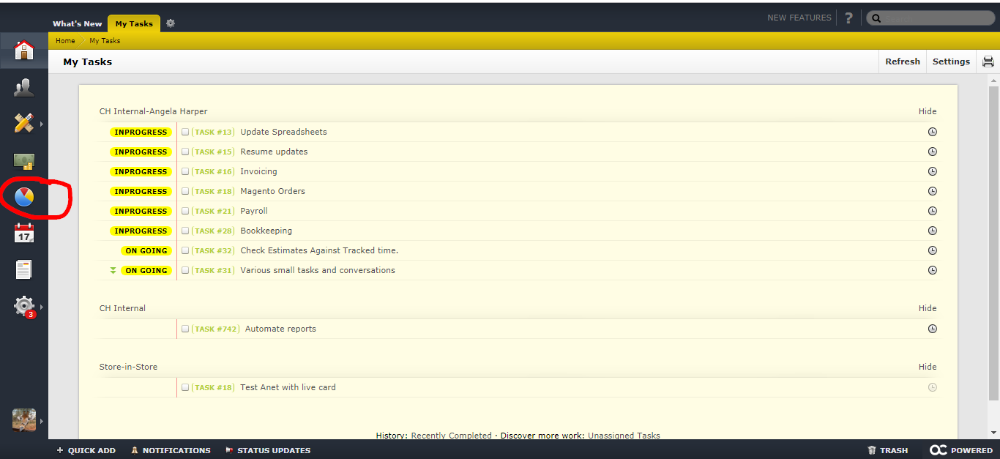 What's New My Tasks NEW FEATURES ?
Home My Tasks
My Tasks Refresh Settings
CH Internal-Angela Harper Hide
INPROGRESS [TASK #13] Update Spreadsheets
INPROGRESS [TASK #15] Resume updates
INPROGRESS [TASK #16] Invoicing
INPROGRESS [TASK #18] Magento Orders
INPROGRESS [TASK #21] Payroll
INPROGRESS [TASK #28] Bookkeeping
ON GOING [TASK #32] Check Estimates Against Tracked time.
ON GOING [TASK #31] Various small tasks and conversations
CH Internal Hide
[TASK #742] Automate reports
Store-in-Store Hide
[TASK #18] Test Anet with live card
History: Recently Completed · Discover more work: Unassigned Tasks
17
3
+ QUICK ADD NOTIFICATIONS STATUS UPDATES TRASH POWERED